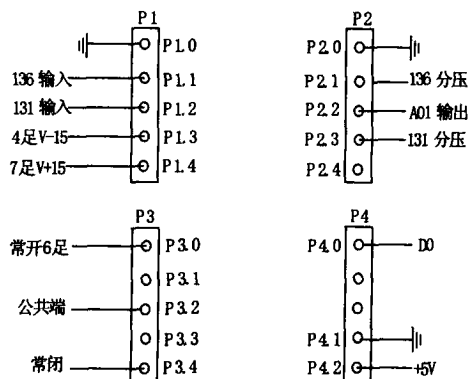 P1
P1.0
136 输入 P1.1
131 输入 P1.2
4足V-15 P1.3
7足V+15 P1.4
P2
P2.0
P2.1 136 分压
P2.2 A01 输出
P2.3 131 分压
P2.4
P3
常开6足 P3.0
P3.1
公共端 P3.2
P3.3
常闭 P3.4
P4
P4.0 D0
P4.1
P4.2 +5V